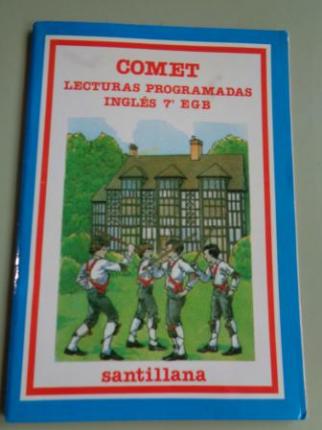 COMET
LECTURAS PROGRAMADAS
INGLÉS 7º EGB
santillana